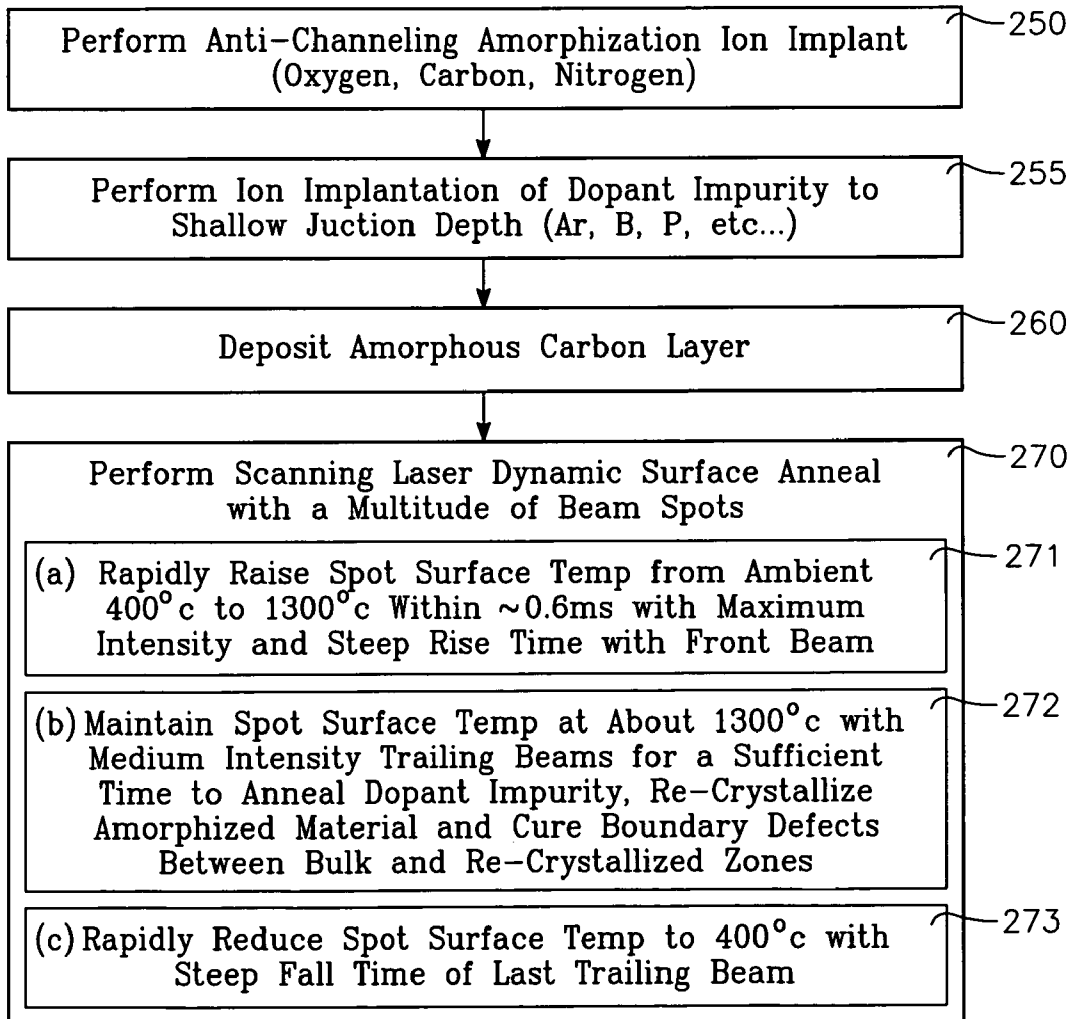 Perform Anti-Channeling Amorphization Ion Implant
(Oxygen, Carbon, Nitrogen)
250
Perform Ion Implantation of Dopant Impurity to
Shallow Juction Depth (Ar, B, P, etc...)
255
Deposit Amorphous Carbon Layer
260
Perform Scanning Laser Dynamic Surface Anneal
with a Multitude of Beam Spots
270
(a) Rapidly Raise Spot Surface Temp from Ambient
400°c to 1300°c Within ~0.6ms with Maximum
Intensity and Steep Rise Time with Front Beam
271
(b) Maintain Spot Surface Temp at About 1300°c with
Medium Intensity Trailing Beams for a Sufficient
Time to Anneal Dopant Impurity, Re-Crystallize
Amorphized Material and Cure Boundary Defects
Between Bulk and Re-Crystallized Zones
272
(c) Rapidly Reduce Spot Surface Temp to 400°c with
Steep Fall Time of Last Trailing Beam
273